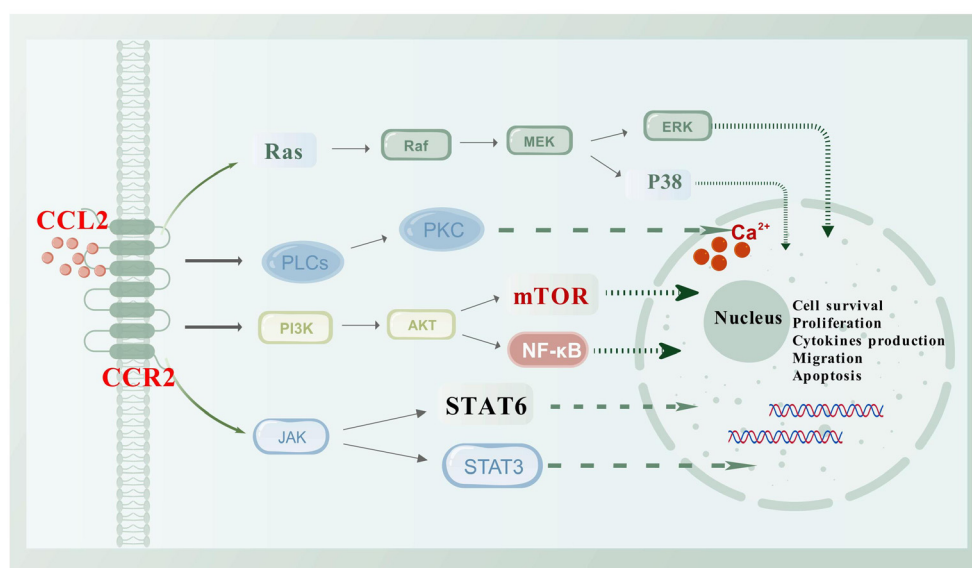 CCL2
CCR2
Ras
Raf
MEK
ERK
P38
PLCs
PKC
Ca²⁺
PI3K
AKT
mTOR
NF-κB
JAK
STAT6
STAT3
Nucleus
Cell survival
Proliferation
Cytokines production
Migration
Apoptosis